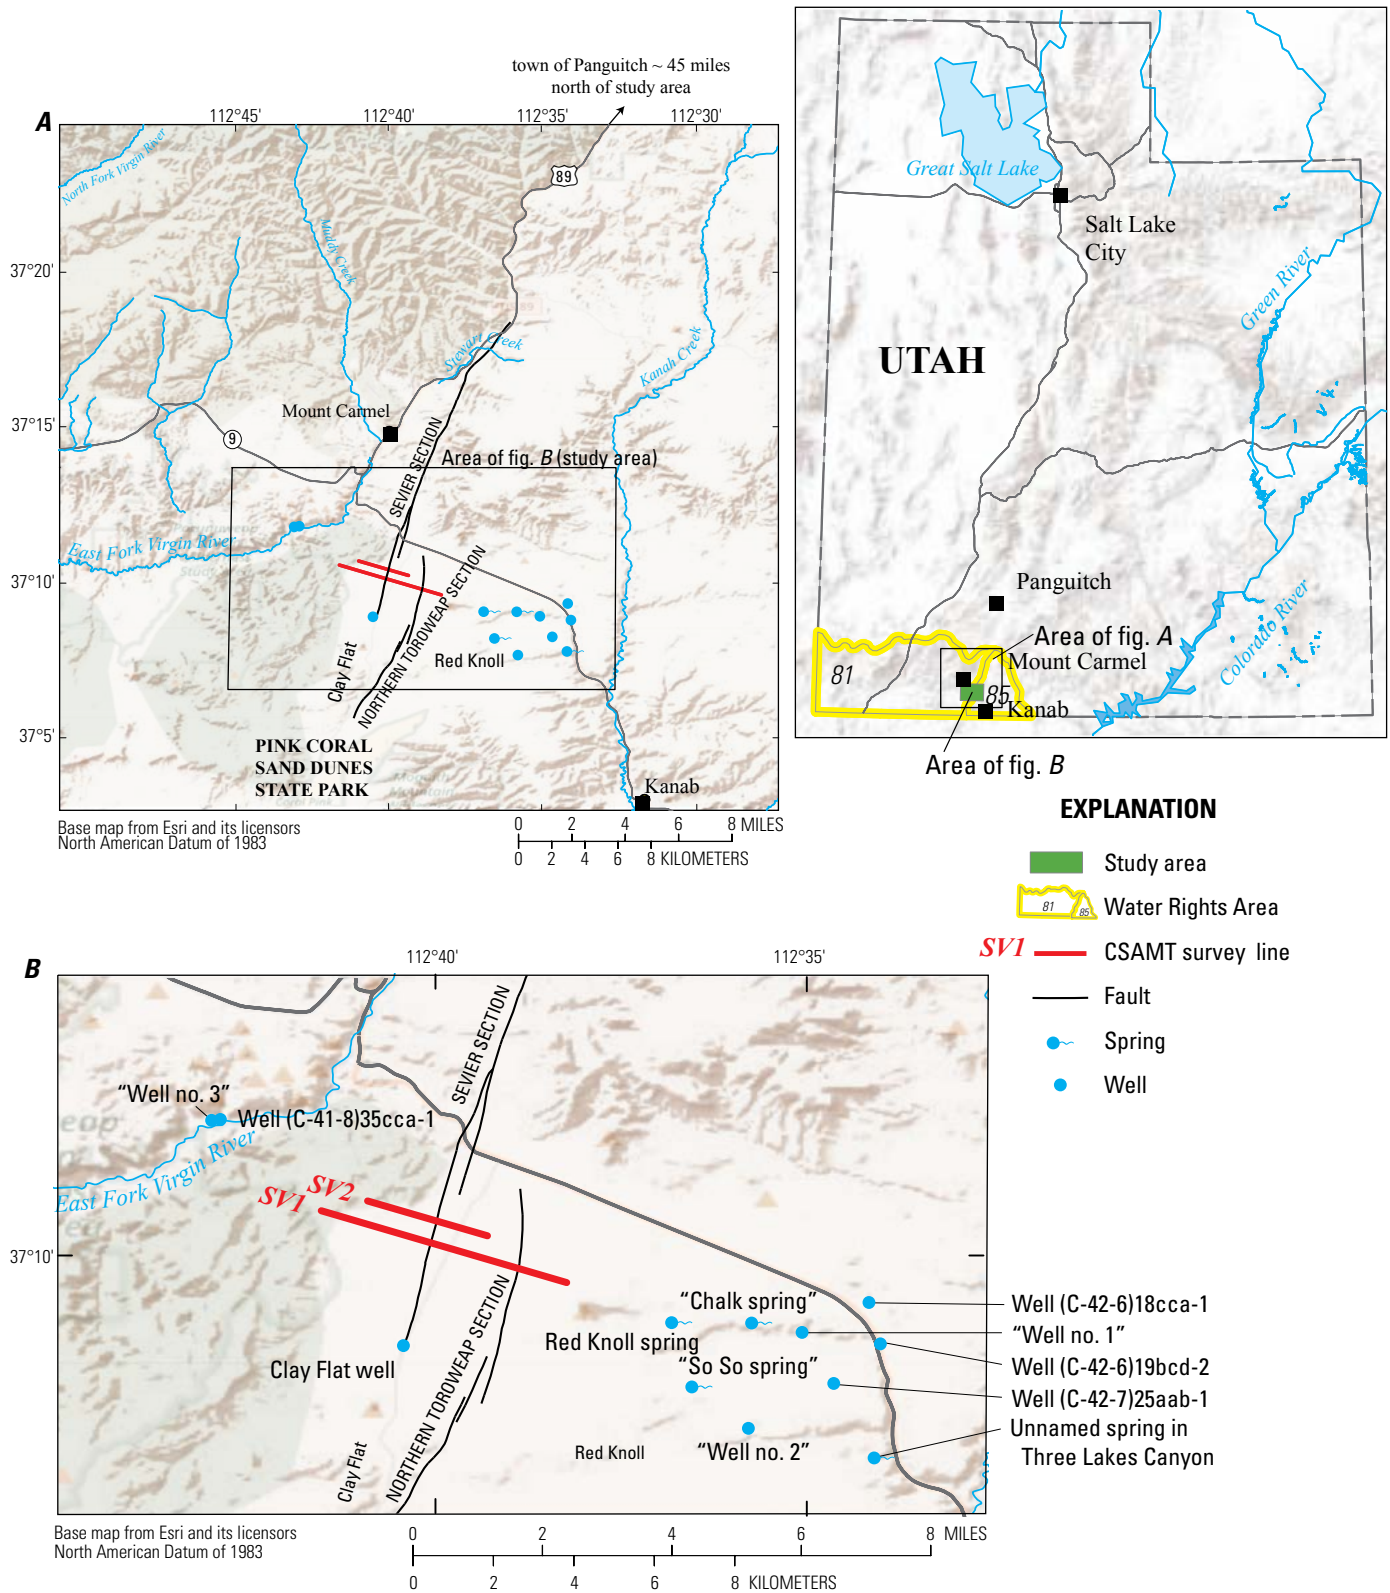 town of Panguitch ~ 45 miles
north of study area
A
112°45'
112°40'
112°35'
112°30'
North Fork Virgin River
89
Muddy Creek
37°20'
89
Stewart Creek
Kanab Creek
37°15'
Mount Carmel
9
Area of fig. B (study area)
SEVIER SECTION
East Fork Virgin River
37°10'
NORTHERN TOROWEAP SECTION
Clay Flat
Red Knoll
37°5'
PINK CORAL
SAND DUNES
STATE PARK
Kanab
Base map from Esri and its licensors
North American Datum of 1983
0 2 4 6 8 MILES
0 2 4 6 8 KILOMETERS
Great Salt Lake
Salt Lake
City
Green River
UTAH
Panguitch
Colorado River
Area of fig. A
Mount Carmel
81
85
Kanab
Area of fig. B
EXPLANATION
Study area
81
85
Water Rights Area
SV1
CSAMT survey line
Fault
Spring
Well
B
112°40'
112°35'
SEVIER SECTION
“Well no. 3”
Well (C-41-8)35cca-1
East Fork Virgin River
SV2
SV1
37°10'
“Chalk spring”
Well (C-42-6)18cca-1
“Well no. 1”
Red Knoll spring
“So So spring”
Well (C-42-6)19bcd-2
Clay Flat well
Well (C-42-7)25aab-1
NORTHERN TOROWEAP SECTION
Unnamed spring in
Three Lakes Canyon
Red Knoll
“Well no. 2”
Clay Flat
Base map from Esri and its licensors
North American Datum of 1983
0 2 4 6 8 MILES
0 2 4 6 8 KILOMETERS